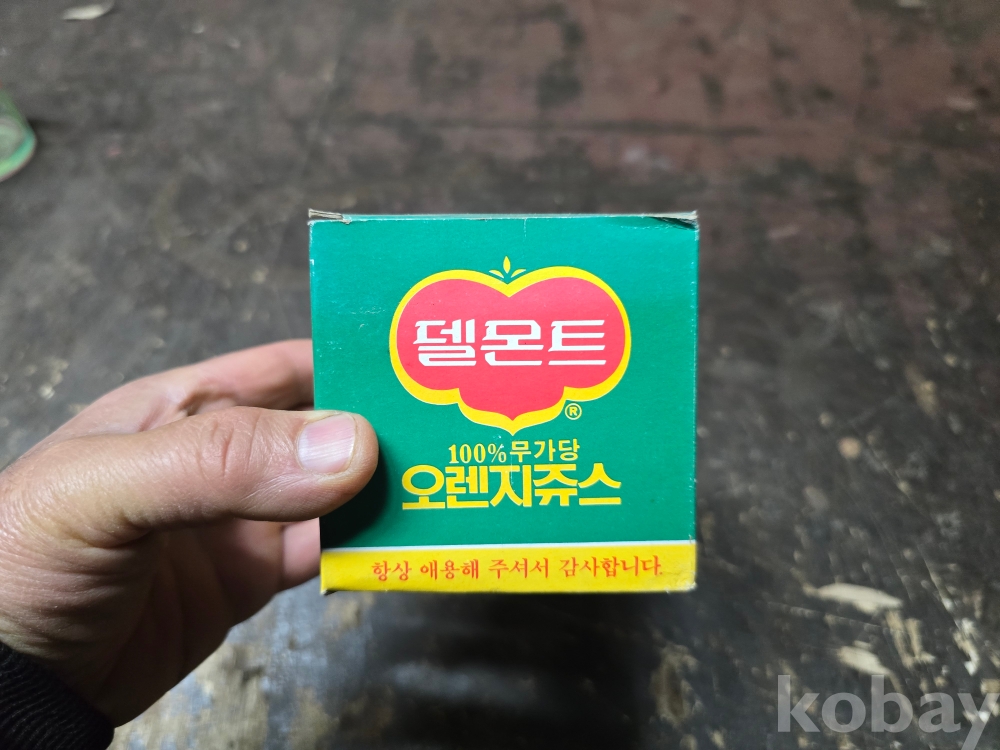 델몬트
®
100% 무가당
오렌지쥬스
항상 애용해 주셔서 감사합니다.
kobay